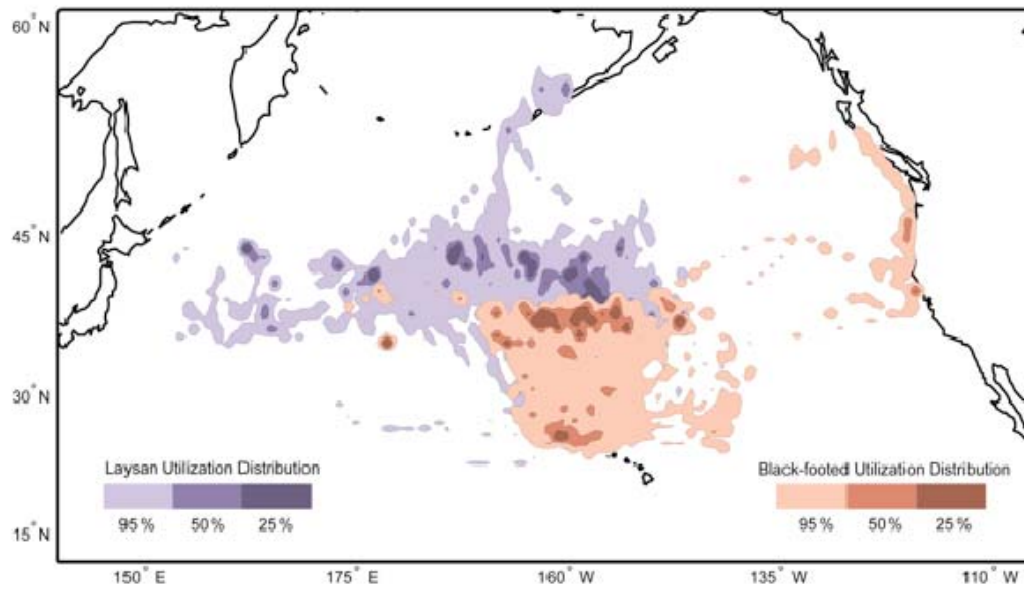 60° N
45° N
30° N
15° N
Laysan Utilization Distribution
95 % 50 % 25 %
Black-footed Utilization Distribution
95 % 50 % 25 %
150° E 175° E 160° W 135° W 110° W